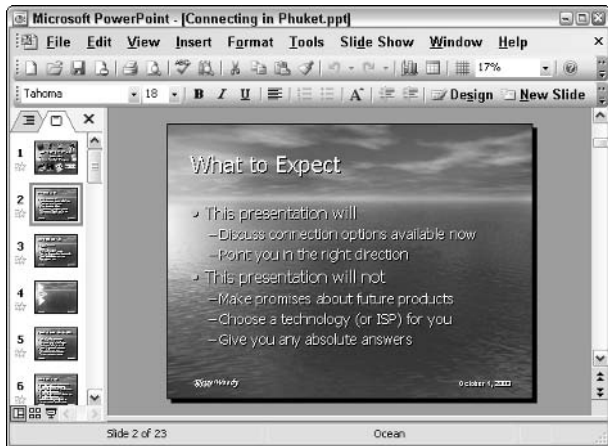 Microsoft PowerPoint - [Connecting in Phuket.ppt]
File Edit View Insert Format Tools Slide Show Window Help
17%
Tahoma 18 B I U A Design New Slide
1
2
3
4
5
6
What to Expect
• This presentation will
–Discuss connection options available now
–Point you in the right direction
• This presentation will not
–Make promises about future products
–Choose a technology (or ISP) for you
–Give you any absolute answers
October 4, 2003
Slide 2 of 23 Ocean